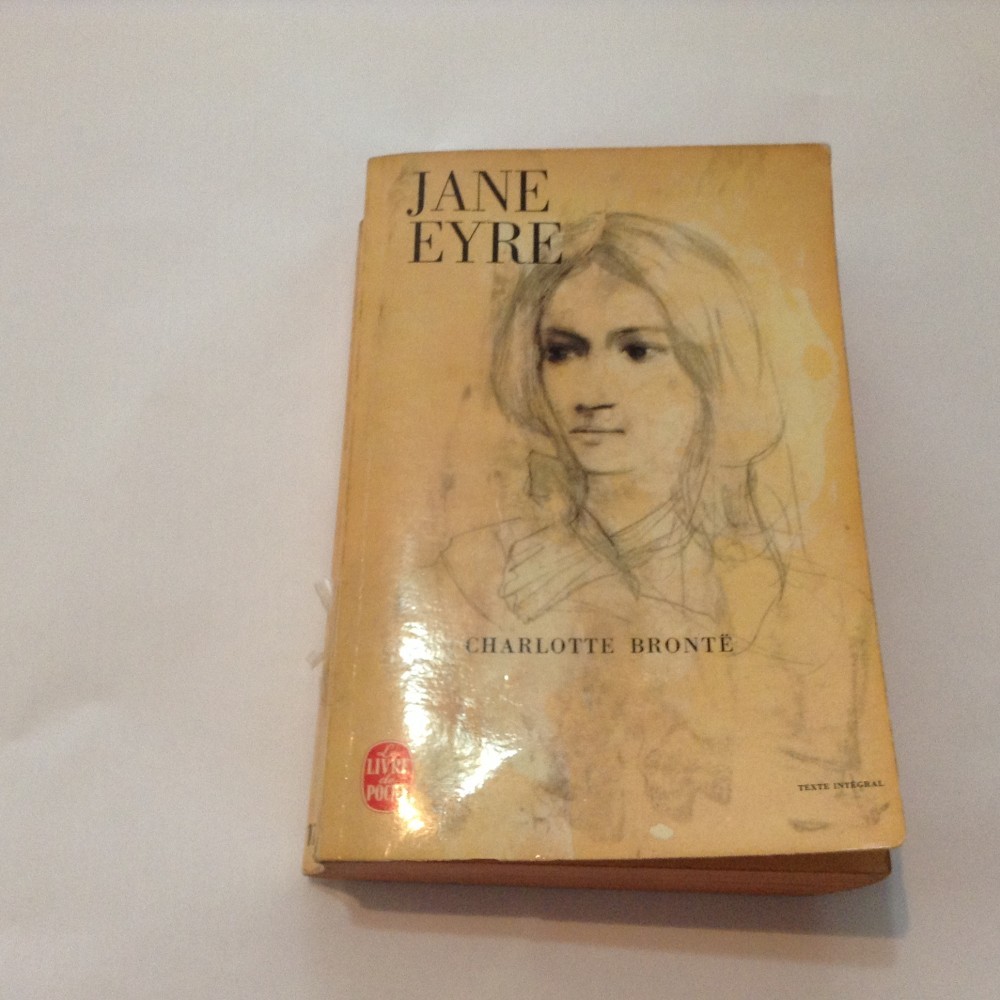 JANE
EYRE
CHARLOTTE BRONTË
Le
LIVRE
de
POCHE
TEXTE INTÉGRAL